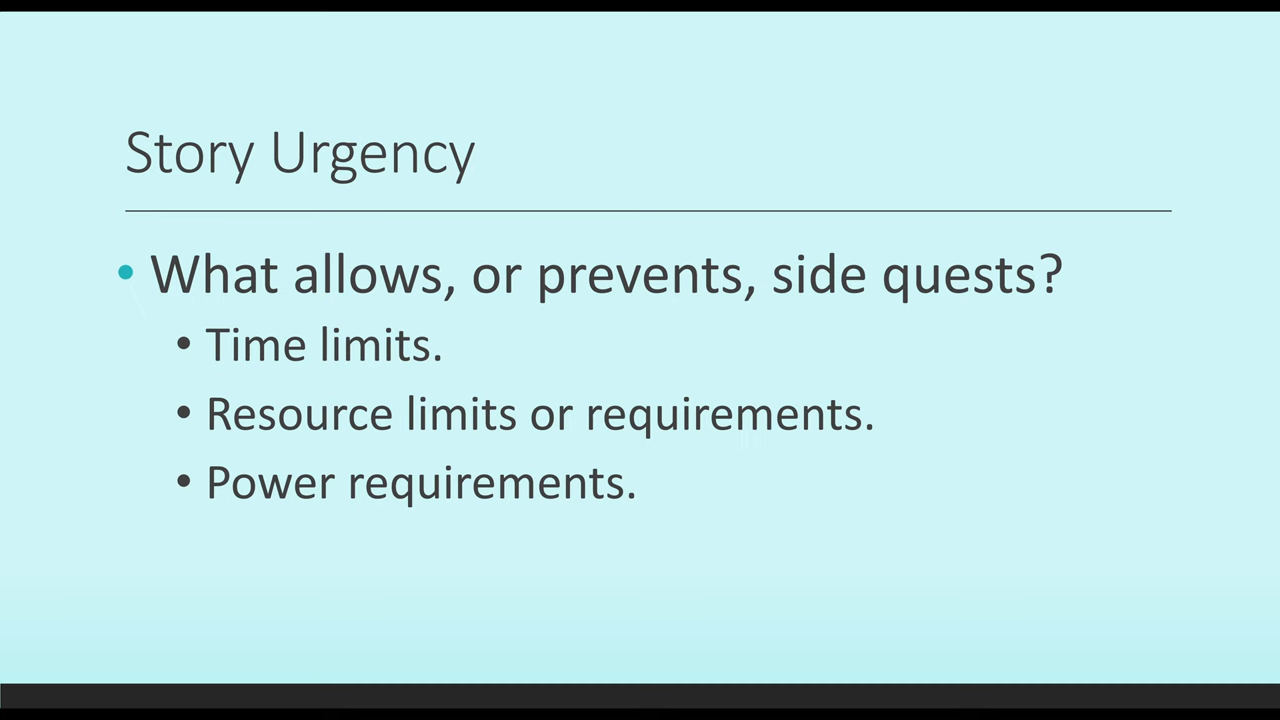 Story Urgency
• What allows, or prevents, side quests?
• Time limits.
• Resource limits or requirements.
• Power requirements.